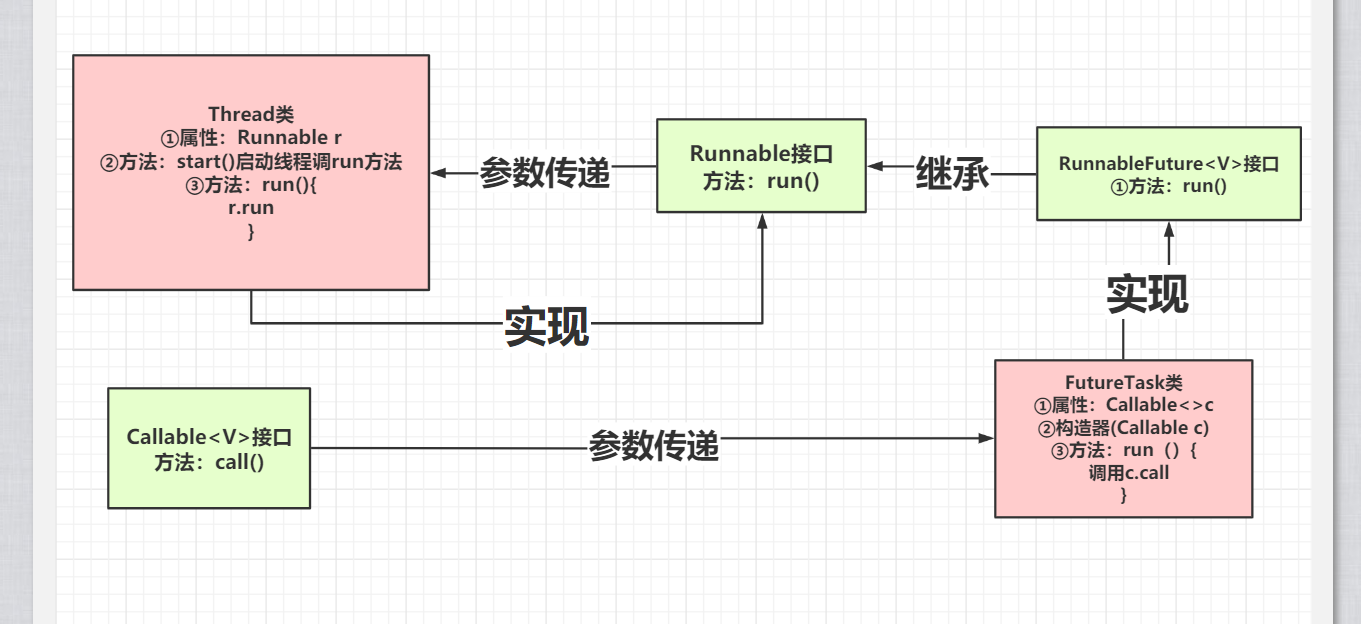 Thread类
①属性：Runnable r
②方法：start()启动线程调run方法
③方法：run(){
r.run
}
参数传递
Runnable接口
方法：run()
继承
RunnableFuture<V>接口
①方法：run()
实现
实现
Callable<V>接口
方法：call()
参数传递
FutureTask类
①属性：Callable<>c
②构造器(Callable c)
③方法：run（）{
调用c.call
}